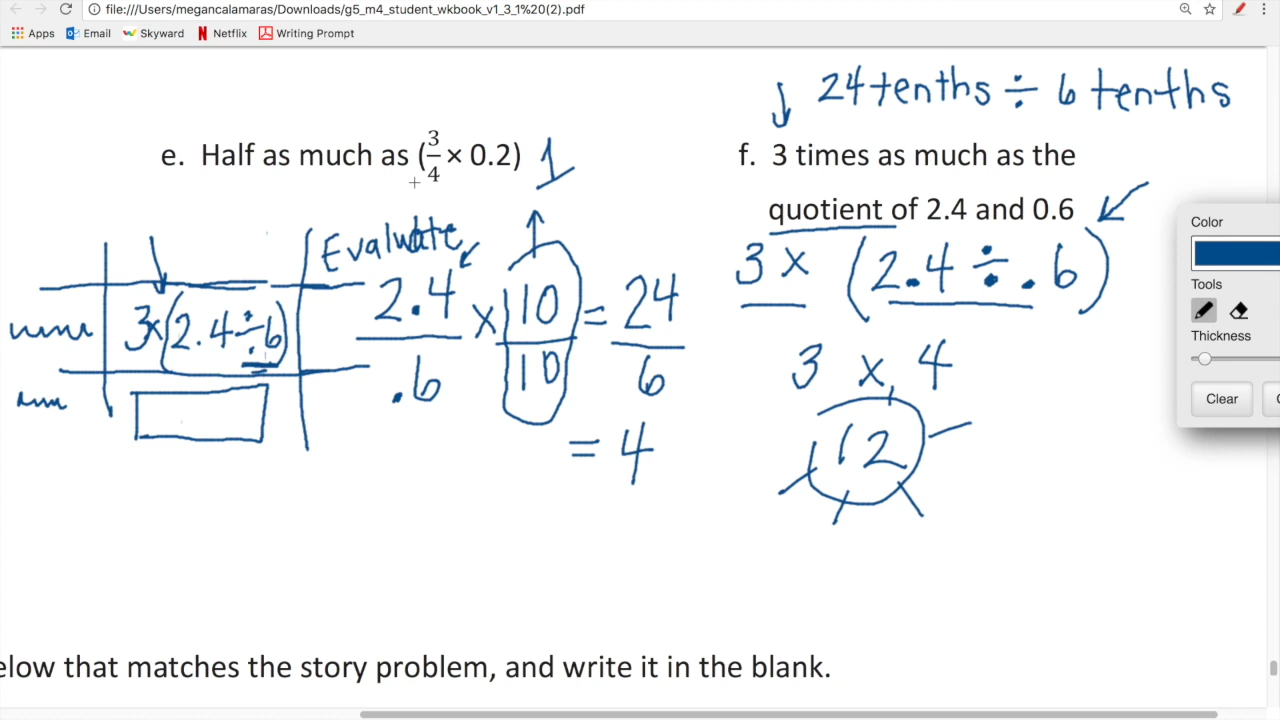 file:///Users/megancalamaras/Downloads/g5_m4_student_wkbook_v1_3_1%20(2).pdf
Apps Email Skyward Netflix Writing Prompt
↓ 24 tenths ÷ 6 tenths
e. Half as much as (3/4 × 0.2) 1
f. 3 times as much as the
quotient of 2.4 and 0.6
Evaluate
3x(2.4÷6)
2.4/.6 x 10/10 = 24/6
= 4
3 x (2.4 ÷ .6)
3 x 4
12
Color
Tools
Thickness
Clear
elow that matches the story problem, and write it in the blank.